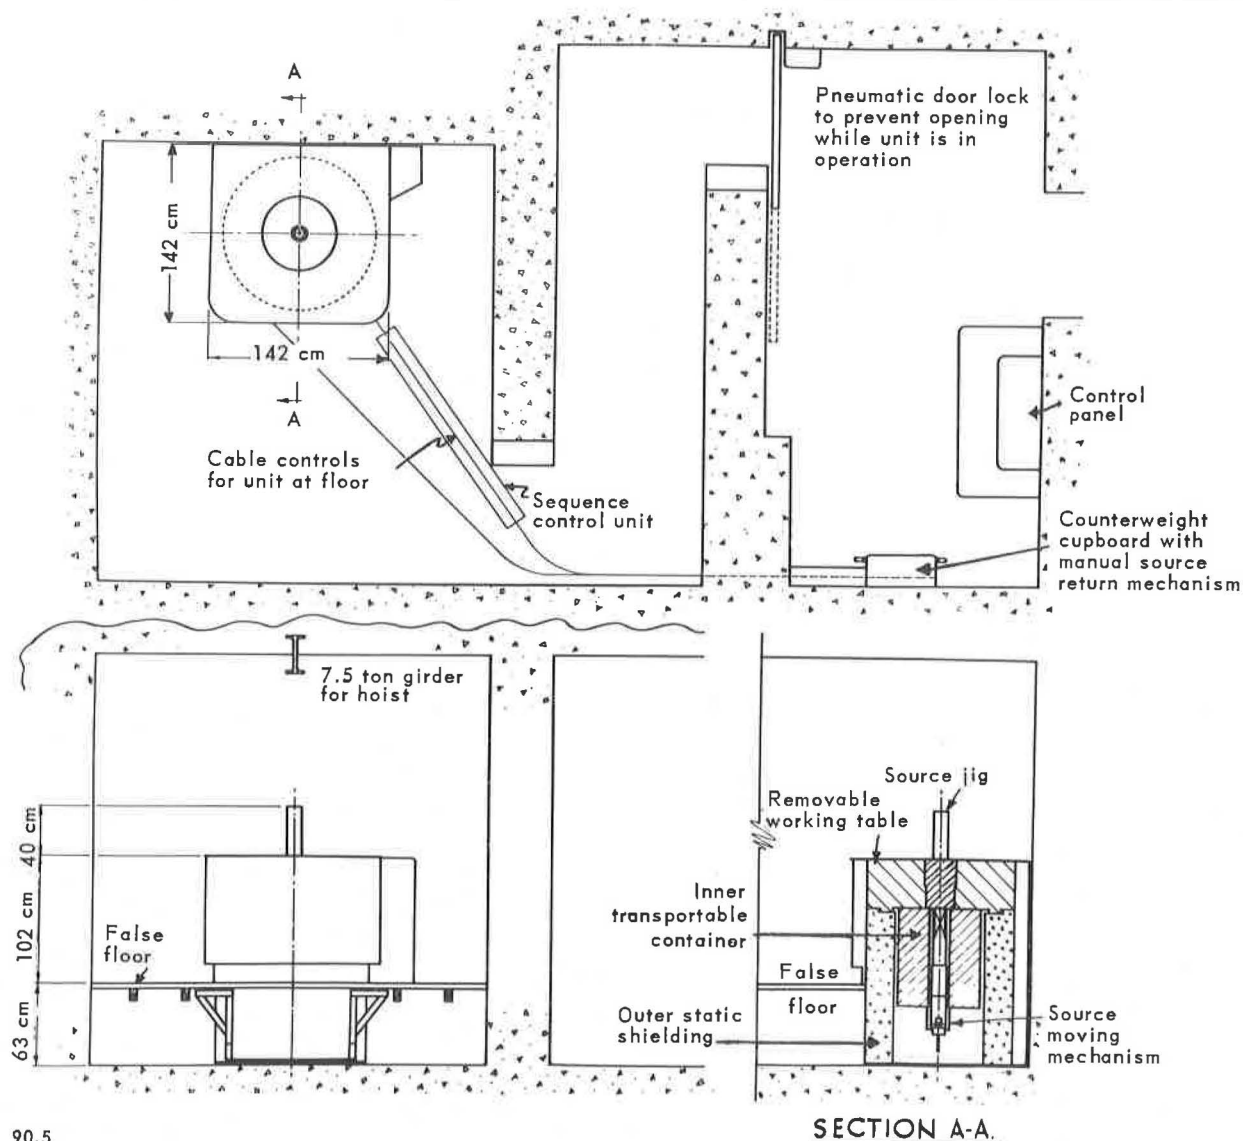 A
Pneumatic door lock
to prevent opening
while unit is in
operation
142 cm
142 cm
A
Control
panel
Cable controls
for unit at floor
Sequence
control unit
Counterweight
cupboard with
manual source
return mechanism
7.5 ton girder
for hoist
Source jig
Removable
working table
40 cm
102 cm
63 cm
False
floor
Inner
transportable
container
False
floor
Outer static
shielding
Source
moving
mechanism
SECTION A-A.
90.5